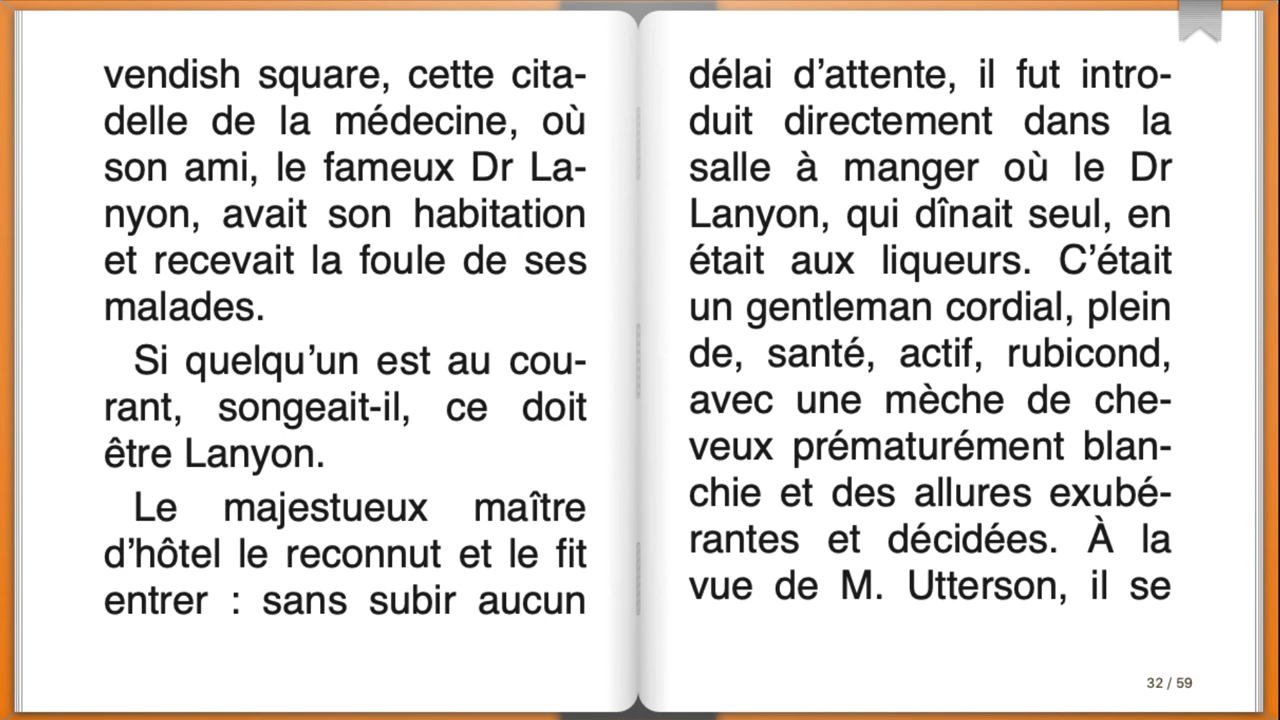 vendish square, cette cita-
delle de la médecine, où
son ami, le fameux Dr La-
nyon, avait son habitation
et recevait la foule de ses
malades.
Si quelqu’un est au cou-
rant, songeait-il, ce doit
être Lanyon.
Le majestueux maître
d’hôtel le reconnut et le fit
entrer : sans subir aucun
délai d’attente, il fut intro-
duit directement dans la
salle à manger où le Dr
Lanyon, qui dînait seul, en
était aux liqueurs. C’était
un gentleman cordial, plein
de, santé, actif, rubicond,
avec une mèche de che-
veux prématurément blan-
chie et des allures exubé-
rantes et décidées. À la
vue de M. Utterson, il se
32 / 59